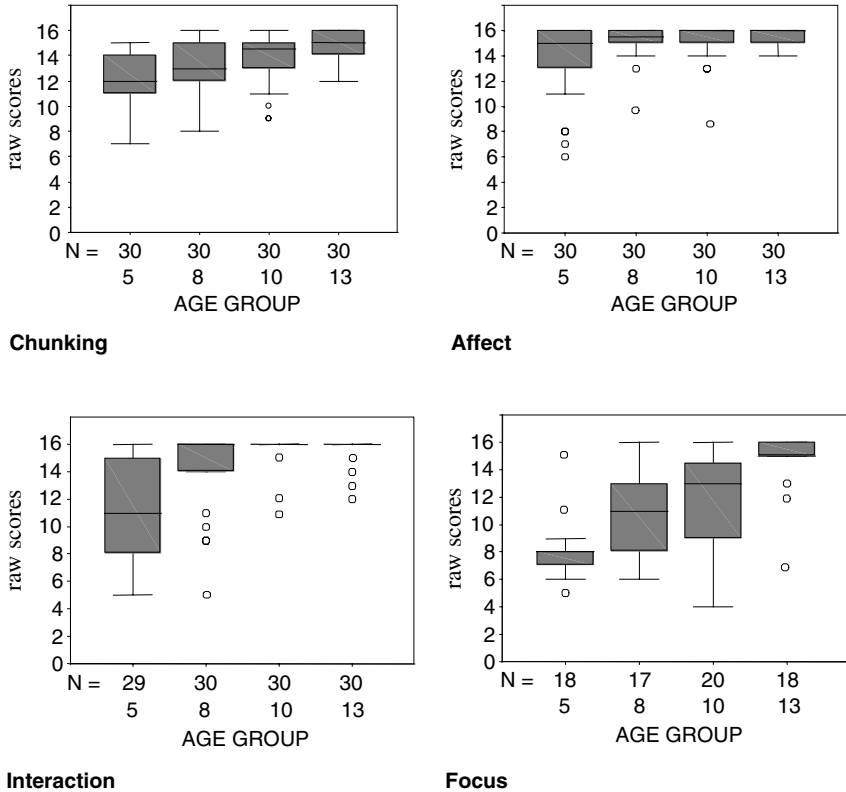 raw scores
16
14
12
10
8
6
4
2
0
N = 30 30 30 30
5 8 10 13
AGE GROUP
Chunking
raw scores
16
14
12
10
8
6
4
2
0
N = 30 30 30 30
5 8 10 13
AGE GROUP
Affect
raw scores
16
14
12
10
8
6
4
2
0
N = 29 30 30 30
5 8 10 13
AGE GROUP
Interaction
raw scores
16
14
12
10
8
6
4
2
0
N = 18 17 20 18
5 8 10 13
AGE GROUP
Focus